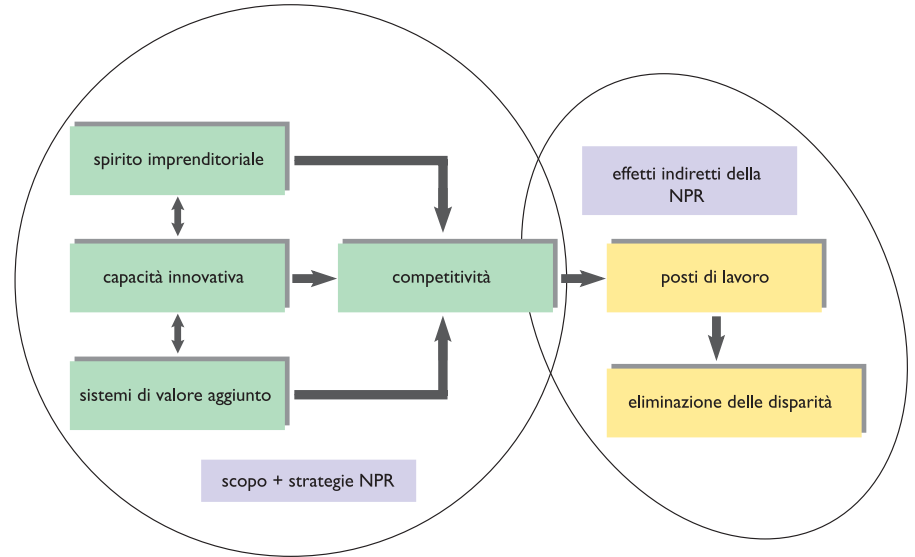 spirito imprenditoriale
effetti indiretti della
NPR
capacità innovativa
competitività
posti di lavoro
sistemi di valore aggiunto
eliminazione delle disparità
scopo + strategie NPR